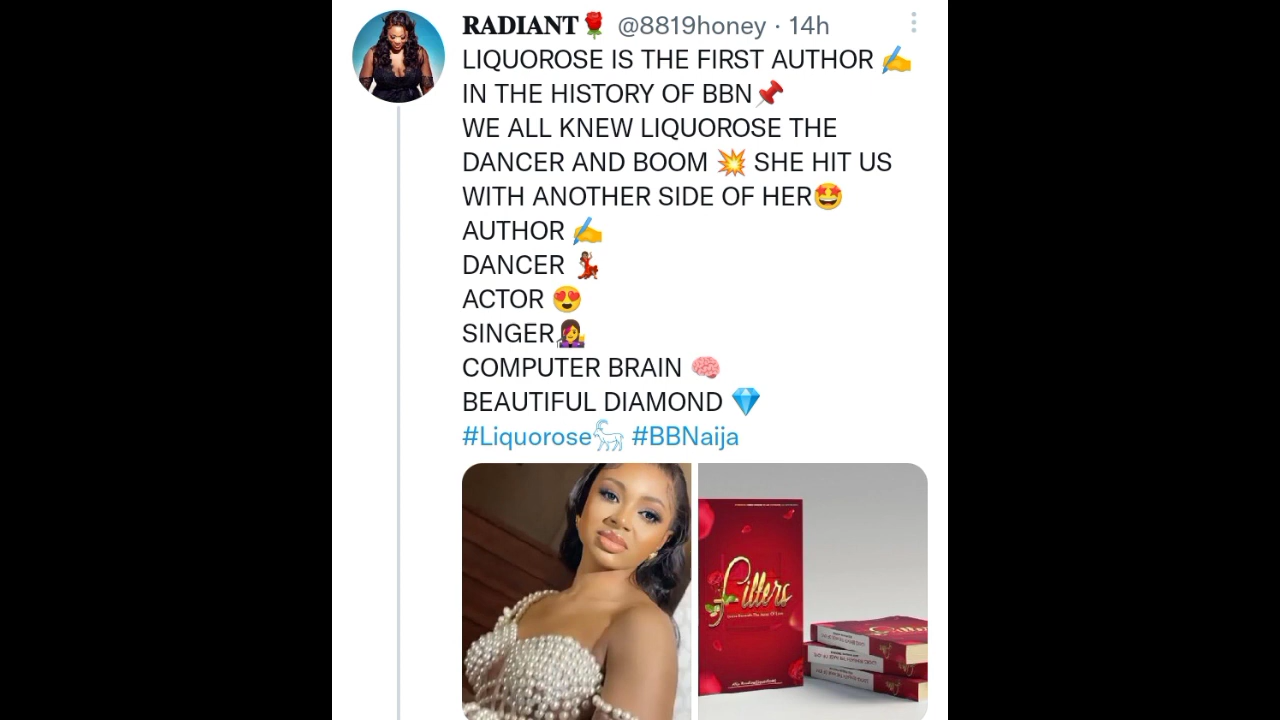 RADIANT🌹 @8819honey · 14h
LIQUOROSE IS THE FIRST AUTHOR ✍️
IN THE HISTORY OF BBN📌
WE ALL KNEW LIQUOROSE THE
DANCER AND BOOM 💥 SHE HIT US
WITH ANOTHER SIDE OF HER🤩
AUTHOR ✍️
DANCER 💃
ACTOR 😍
SINGER👩‍🎤
COMPUTER BRAIN 🧠
BEAUTIFUL DIAMOND 💎
#Liquorose🐐 #BBNaija
Filters